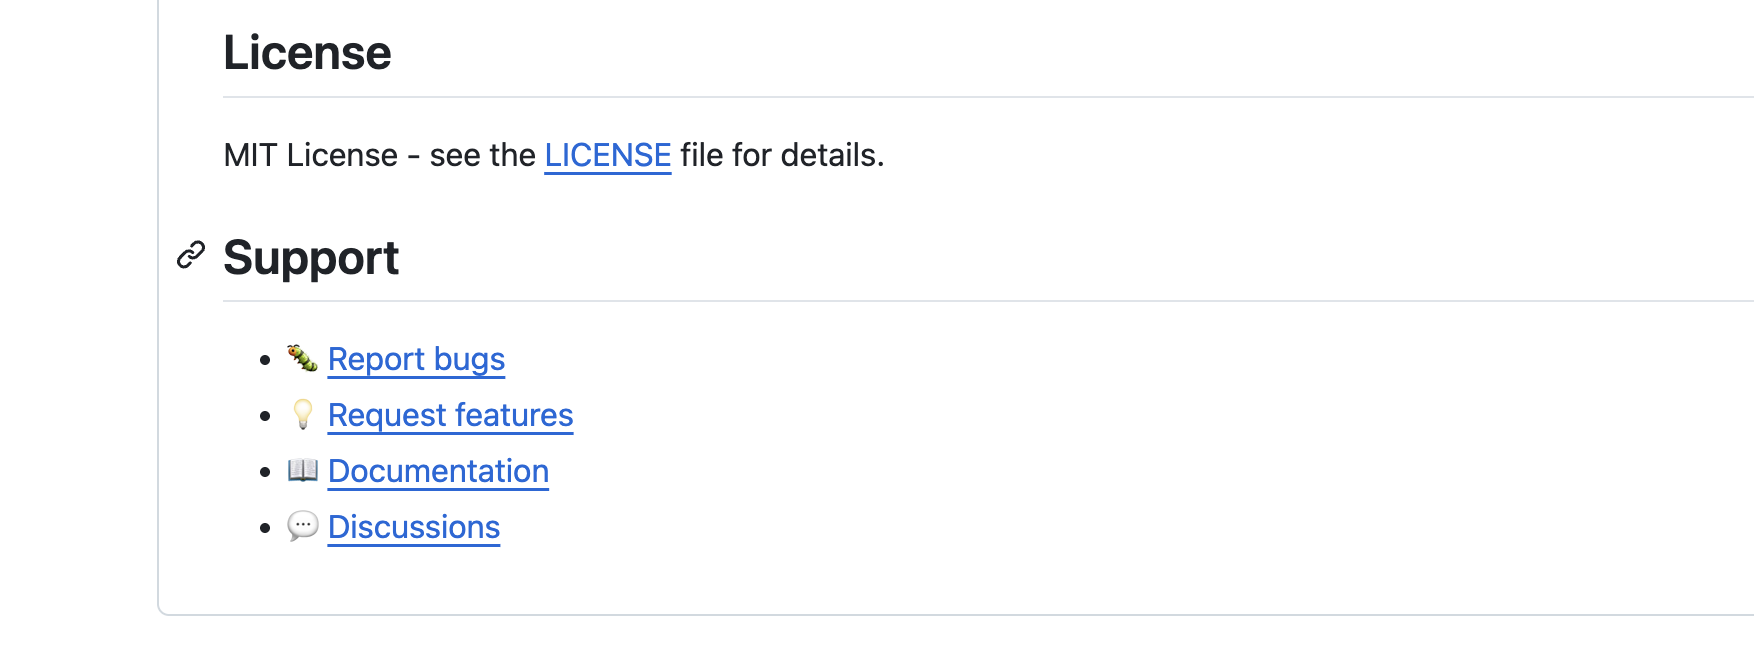 License
MIT License - see the LICENSE file for details.
Support
🐛 Report bugs
💡 Request features
📖 Documentation
💬 Discussions